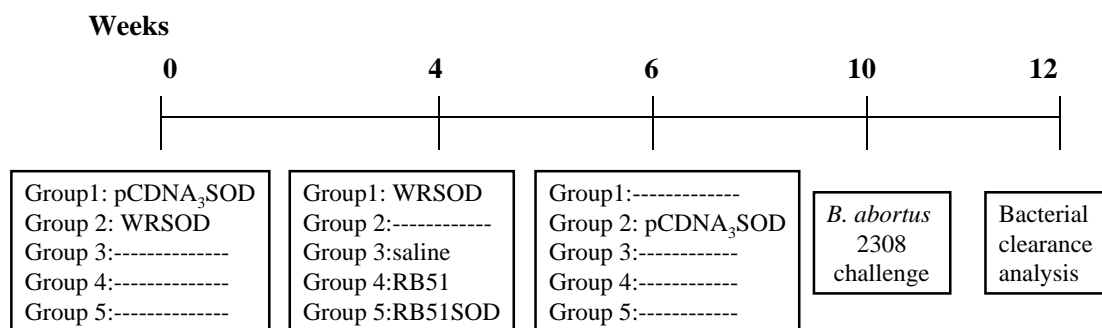 Weeks
0 4 6 10 12
Group1: pCDNA₃SOD
Group 2: WRSOD
Group 3:--------------
Group 4:--------------
Group 5:--------------
Group1: WRSOD
Group 2:------------
Group 3:saline
Group 4:RB51
Group 5:RB51SOD
Group1:-------------
Group 2: pCDNA₃SOD
Group 3:-------------
Group 4:-------------
Group 5:-------------
B. abortus
2308
challenge
Bacterial
clearance
analysis